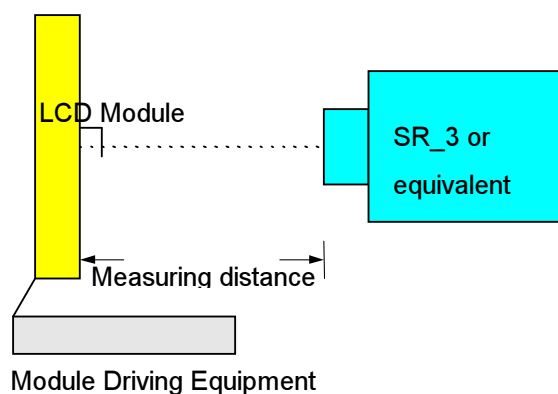 LCD Module
SR_3 or
equivalent
Measuring distance
Module Driving Equipment